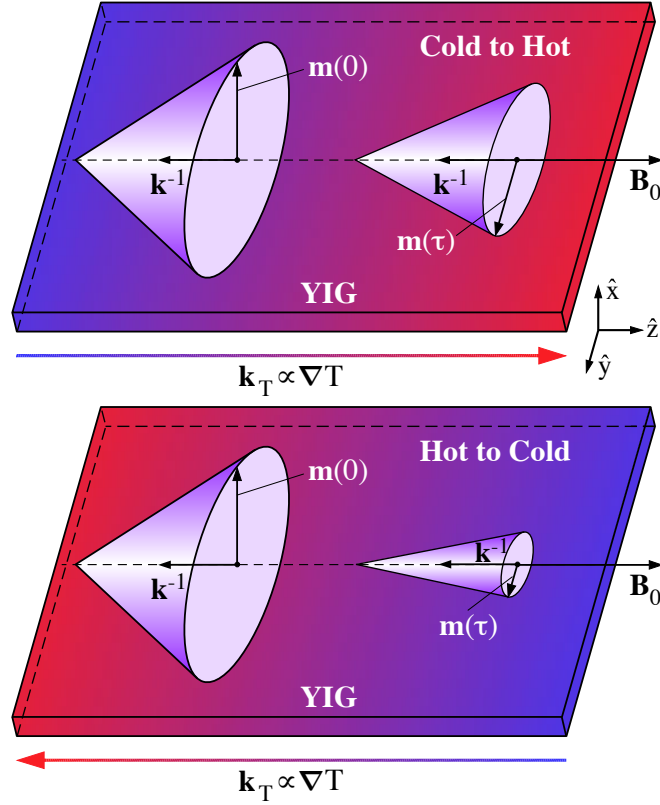 Cold to Hot
m(0)
k⁻¹
k⁻¹
B₀
m(τ)
YIG
x̂
ẑ
ŷ
k_T ∝ ∇T
Hot to Cold
m(0)
k⁻¹
k⁻¹
B₀
m(τ)
YIG
k_T ∝ ∇T